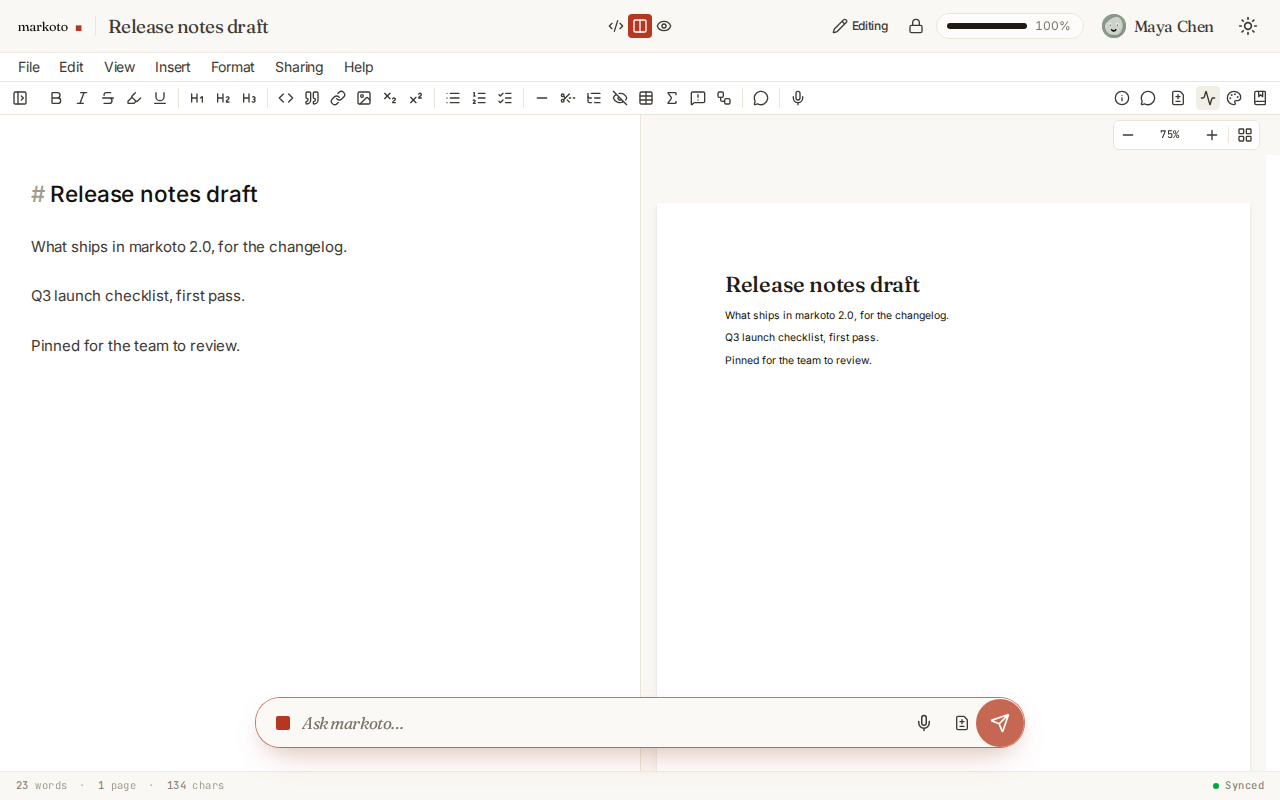 markoto
Release notes draft
Editing
100%
Maya Chen
File Edit View Insert Format Sharing Help
H1 H2 H3
75%
# Release notes draft
What ships in markoto 2.0, for the changelog.
Q3 launch checklist, first pass.
Pinned for the team to review.
Release notes draft
What ships in markoto 2.0, for the changelog.
Q3 launch checklist, first pass.
Pinned for the team to review.
Ask markoto...
23 words · 1 page · 134 chars
Synced